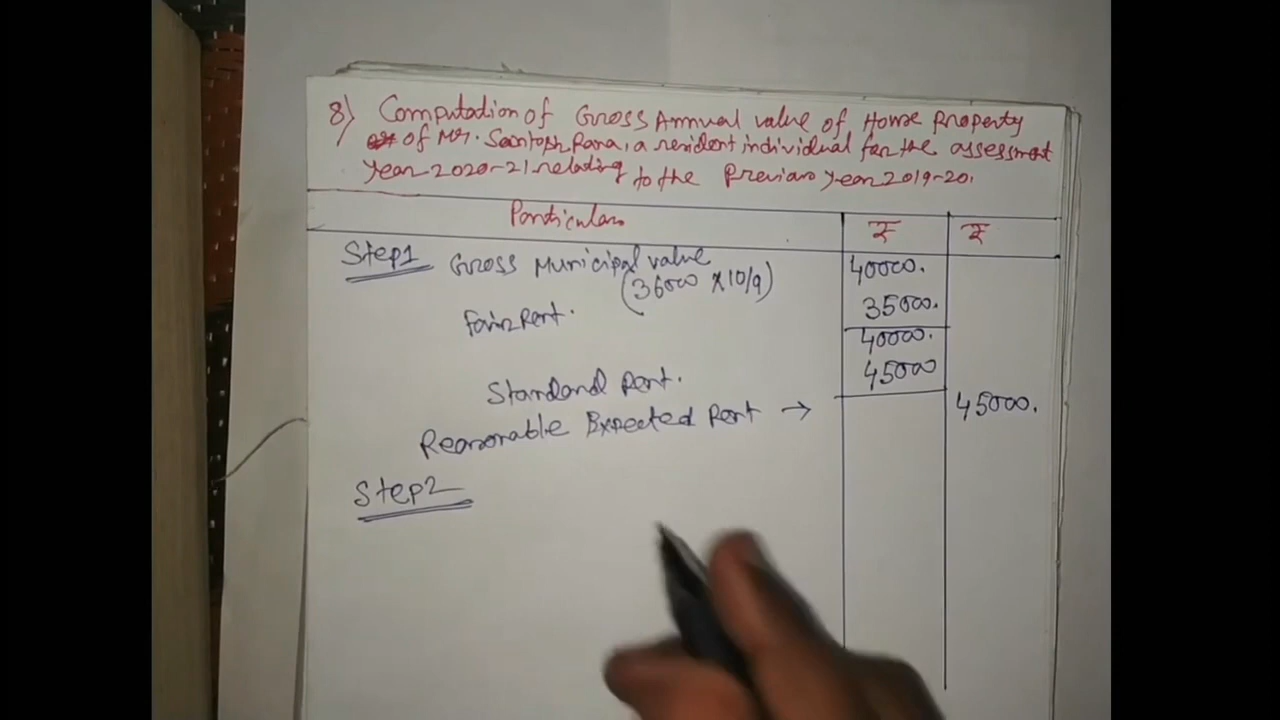 8) Computation of Gross Annual value of House Property
of Mr. Santosh Rana, a resident individual for the assessment
year 2020-21 relating to the Previous year 2019-20.
Particulars ₹ ₹
Step1 Gross Municipal value 40000.
(36000 x 10/9)
Fair Rent. 35000.
40000.
Standard Rent. 45000
Reasonable Expected Rent → 45000.
Step2